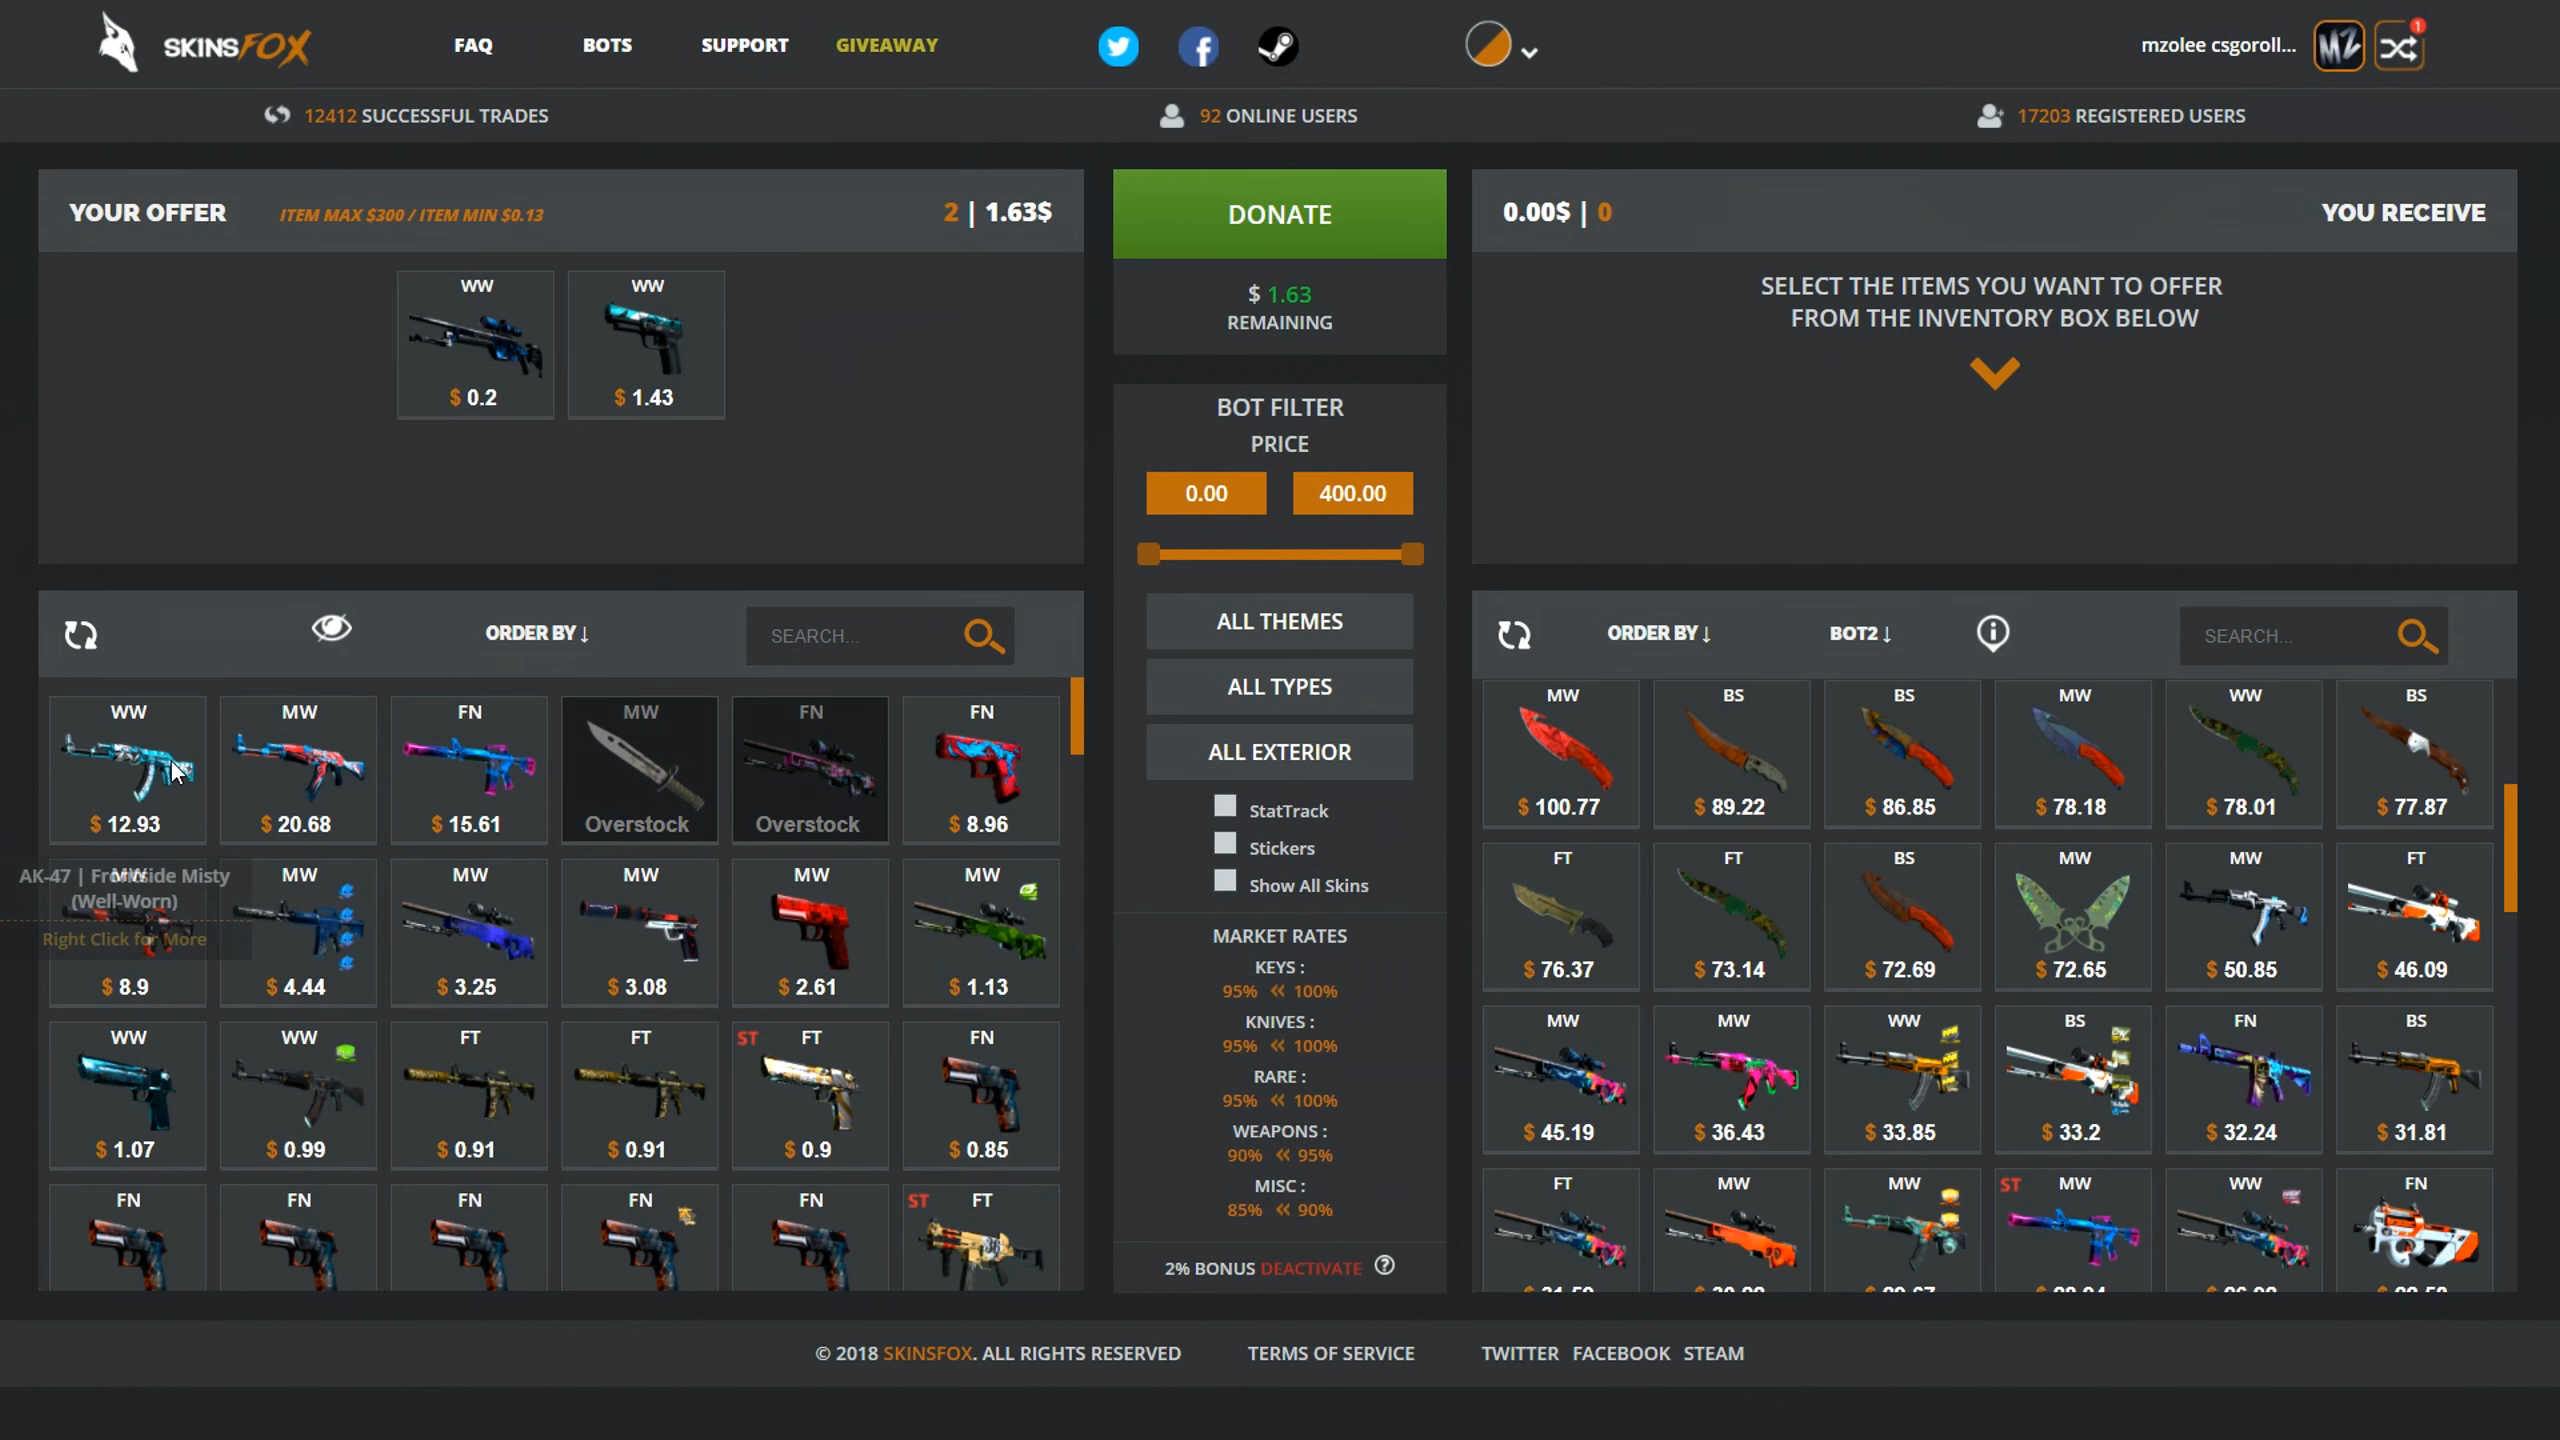 SKINSFOX
FAQ
BOTS
SUPPORT
GIVEAWAY
mzolee csgoroll...
MZ
1
12412 SUCCESSFUL TRADES
92 ONLINE USERS
17203 REGISTERED USERS
YOUR OFFER
ITEM MAX $300 / ITEM MIN $0.13
2 | 1.63$
WW
WW
$ 0.2
$ 1.43
DONATE
$ 1.63
REMAINING
0.00$ | 0
YOU RECEIVE
SELECT THE ITEMS YOU WANT TO OFFER
FROM THE INVENTORY BOX BELOW
BOT FILTER
PRICE
0.00
400.00
ALL THEMES
ALL TYPES
ALL EXTERIOR
StatTrack
Stickers
Show All Skins
MARKET RATES
KEYS :
95% << 100%
KNIVES :
95% << 100%
RARE :
95% << 100%
WEAPONS :
90% << 95%
MISC :
85% << 90%
2% BONUS DEACTIVATE ?
ORDER BY ↓
SEARCH...
WW MW FN MW FN FN
$ 12.93 $ 20.68 $ 15.61 Overstock Overstock $ 8.96
AK-47 | Frontside Misty
(Well-Worn)
Right Click for More
MW MW MW MW MW MW
$ 8.9 $ 4.44 $ 3.25 $ 3.08 $ 2.61 $ 1.13
WW WW FT FT ST FT FN
$ 1.07 $ 0.99 $ 0.91 $ 0.91 $ 0.9 $ 0.85
FN FN FN FN FN ST FT
ORDER BY ↓
BOT2 ↓
SEARCH...
MW BS BS MW WW BS
$ 100.77 $ 89.22 $ 86.85 $ 78.18 $ 78.01 $ 77.87
FT FT BS MW MW FT
$ 76.37 $ 73.14 $ 72.69 $ 72.65 $ 50.85 $ 46.09
MW MW WW BS FN BS
$ 45.19 $ 36.43 $ 33.85 $ 33.2 $ 32.24 $ 31.81
FT MW MW ST MW WW FN
© 2018 SKINSFOX. ALL RIGHTS RESERVED
TERMS OF SERVICE
TWITTER FACEBOOK STEAM